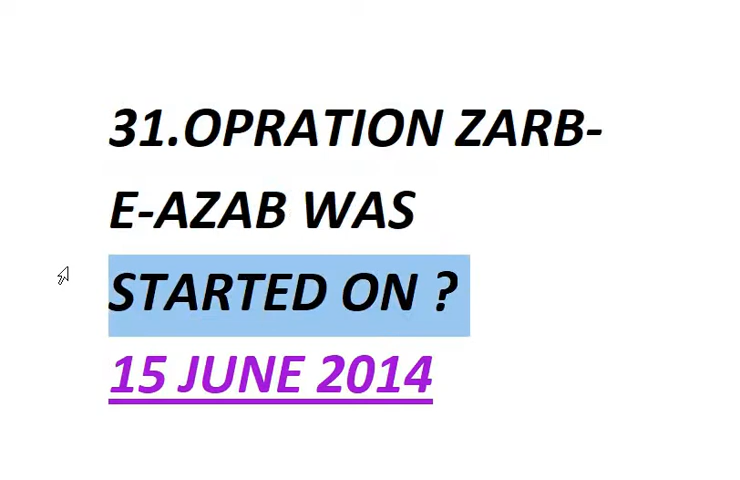 31.OPRATION ZARB-
E-AZAB WAS
STARTED ON ?
15 JUNE 2014